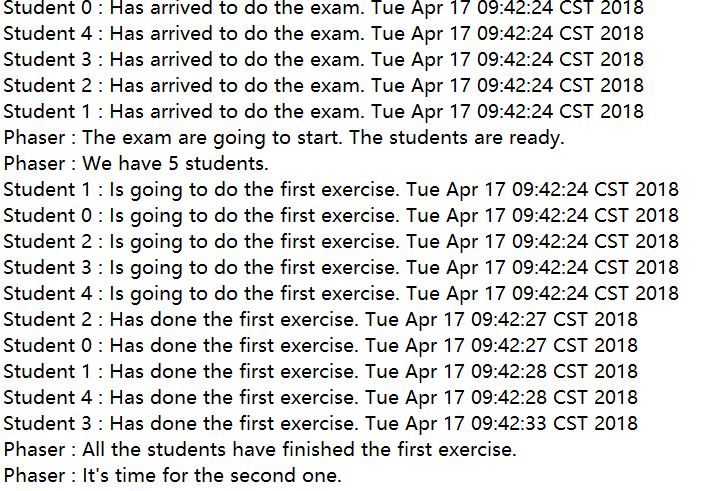 Student 0 : Has arrived to do the exam. Tue Apr 17 09:42:24 CST 2018
Student 4 : Has arrived to do the exam. Tue Apr 17 09:42:24 CST 2018
Student 3 : Has arrived to do the exam. Tue Apr 17 09:42:24 CST 2018
Student 2 : Has arrived to do the exam. Tue Apr 17 09:42:24 CST 2018
Student 1 : Has arrived to do the exam. Tue Apr 17 09:42:24 CST 2018
Phaser : The exam are going to start. The students are ready.
Phaser : We have 5 students.
Student 1 : Is going to do the first exercise. Tue Apr 17 09:42:24 CST 2018
Student 0 : Is going to do the first exercise. Tue Apr 17 09:42:24 CST 2018
Student 2 : Is going to do the first exercise. Tue Apr 17 09:42:24 CST 2018
Student 3 : Is going to do the first exercise. Tue Apr 17 09:42:24 CST 2018
Student 4 : Is going to do the first exercise. Tue Apr 17 09:42:24 CST 2018
Student 2 : Has done the first exercise. Tue Apr 17 09:42:27 CST 2018
Student 0 : Has done the first exercise. Tue Apr 17 09:42:27 CST 2018
Student 1 : Has done the first exercise. Tue Apr 17 09:42:28 CST 2018
Student 4 : Has done the first exercise. Tue Apr 17 09:42:28 CST 2018
Student 3 : Has done the first exercise. Tue Apr 17 09:42:33 CST 2018
Phaser : All the students have finished the first exercise.
Phaser : It's time for the second one.